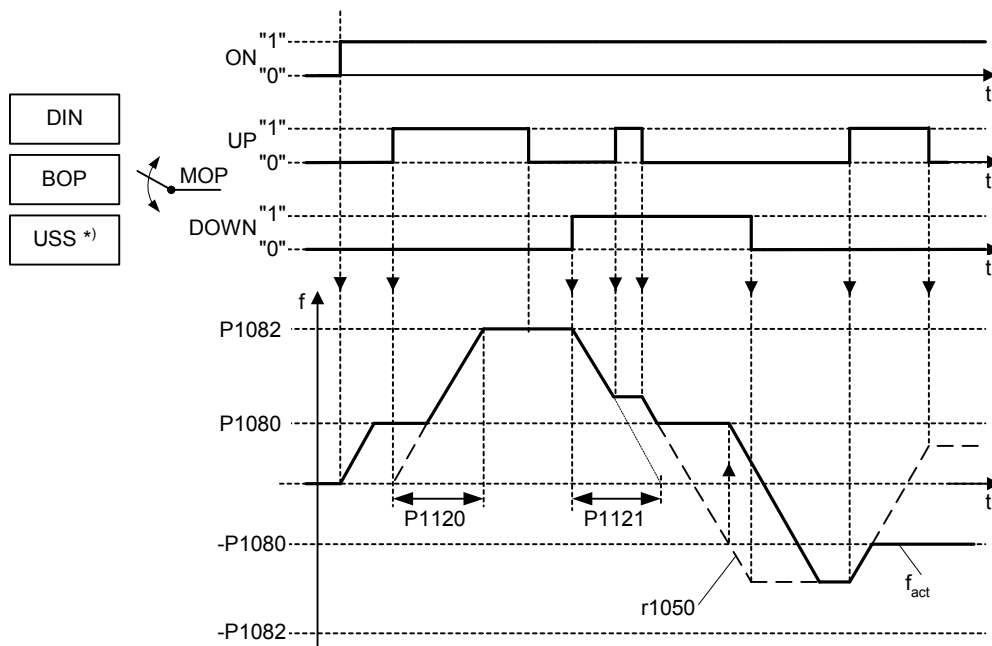 "1"
ON
"0"
t
DIN
"1"
UP
"0"
t
BOP
MOP
"1"
DOWN
"0"
t
USS *)
f
P1082
P1080
t
P1120
P1121
-P1080
r1050
fact
-P1082